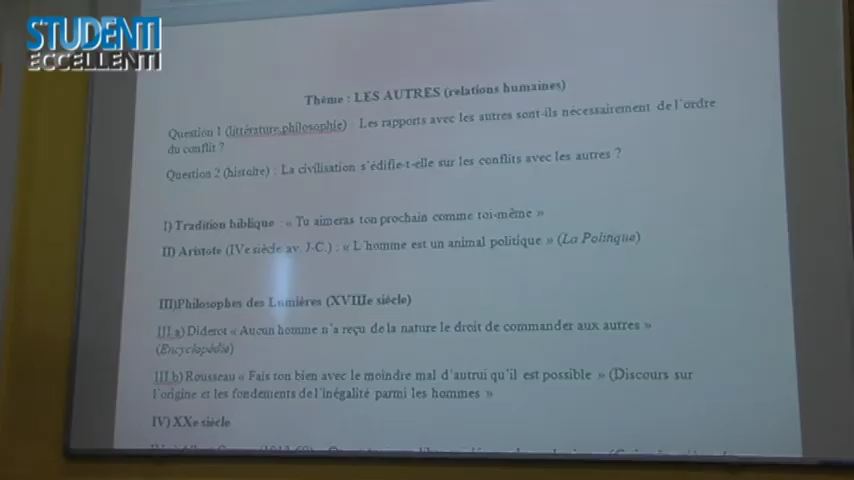 STUDENTI
ECCELLENTI
Thème : LES AUTRES (relations humaines)
Question 1 (littérature,philosophie) : Les rapports avec les autres sont-ils nécessairement de l'ordre
du conflit ?
Question 2 (histoire) : La civilisation s'édifie-t-elle sur les conflits avec les autres ?
I) Tradition biblique : « Tu aimeras ton prochain comme toi-même »
II) Aristote (IVe siècle av. J-C.) : « L'homme est un animal politique » (La Politique)
III)Philosophes des Lumières (XVIIIe siècle)
III.a) Diderot « Aucun homme n'a reçu de la nature le droit de commander aux autres »
(Encyclopédie)
III.b) Rousseau « Fais ton bien avec le moindre mal d'autrui qu'il est possible » (Discours sur
l'origine et les fondements de l'inégalité parmi les hommes »
IV) XXe siècle